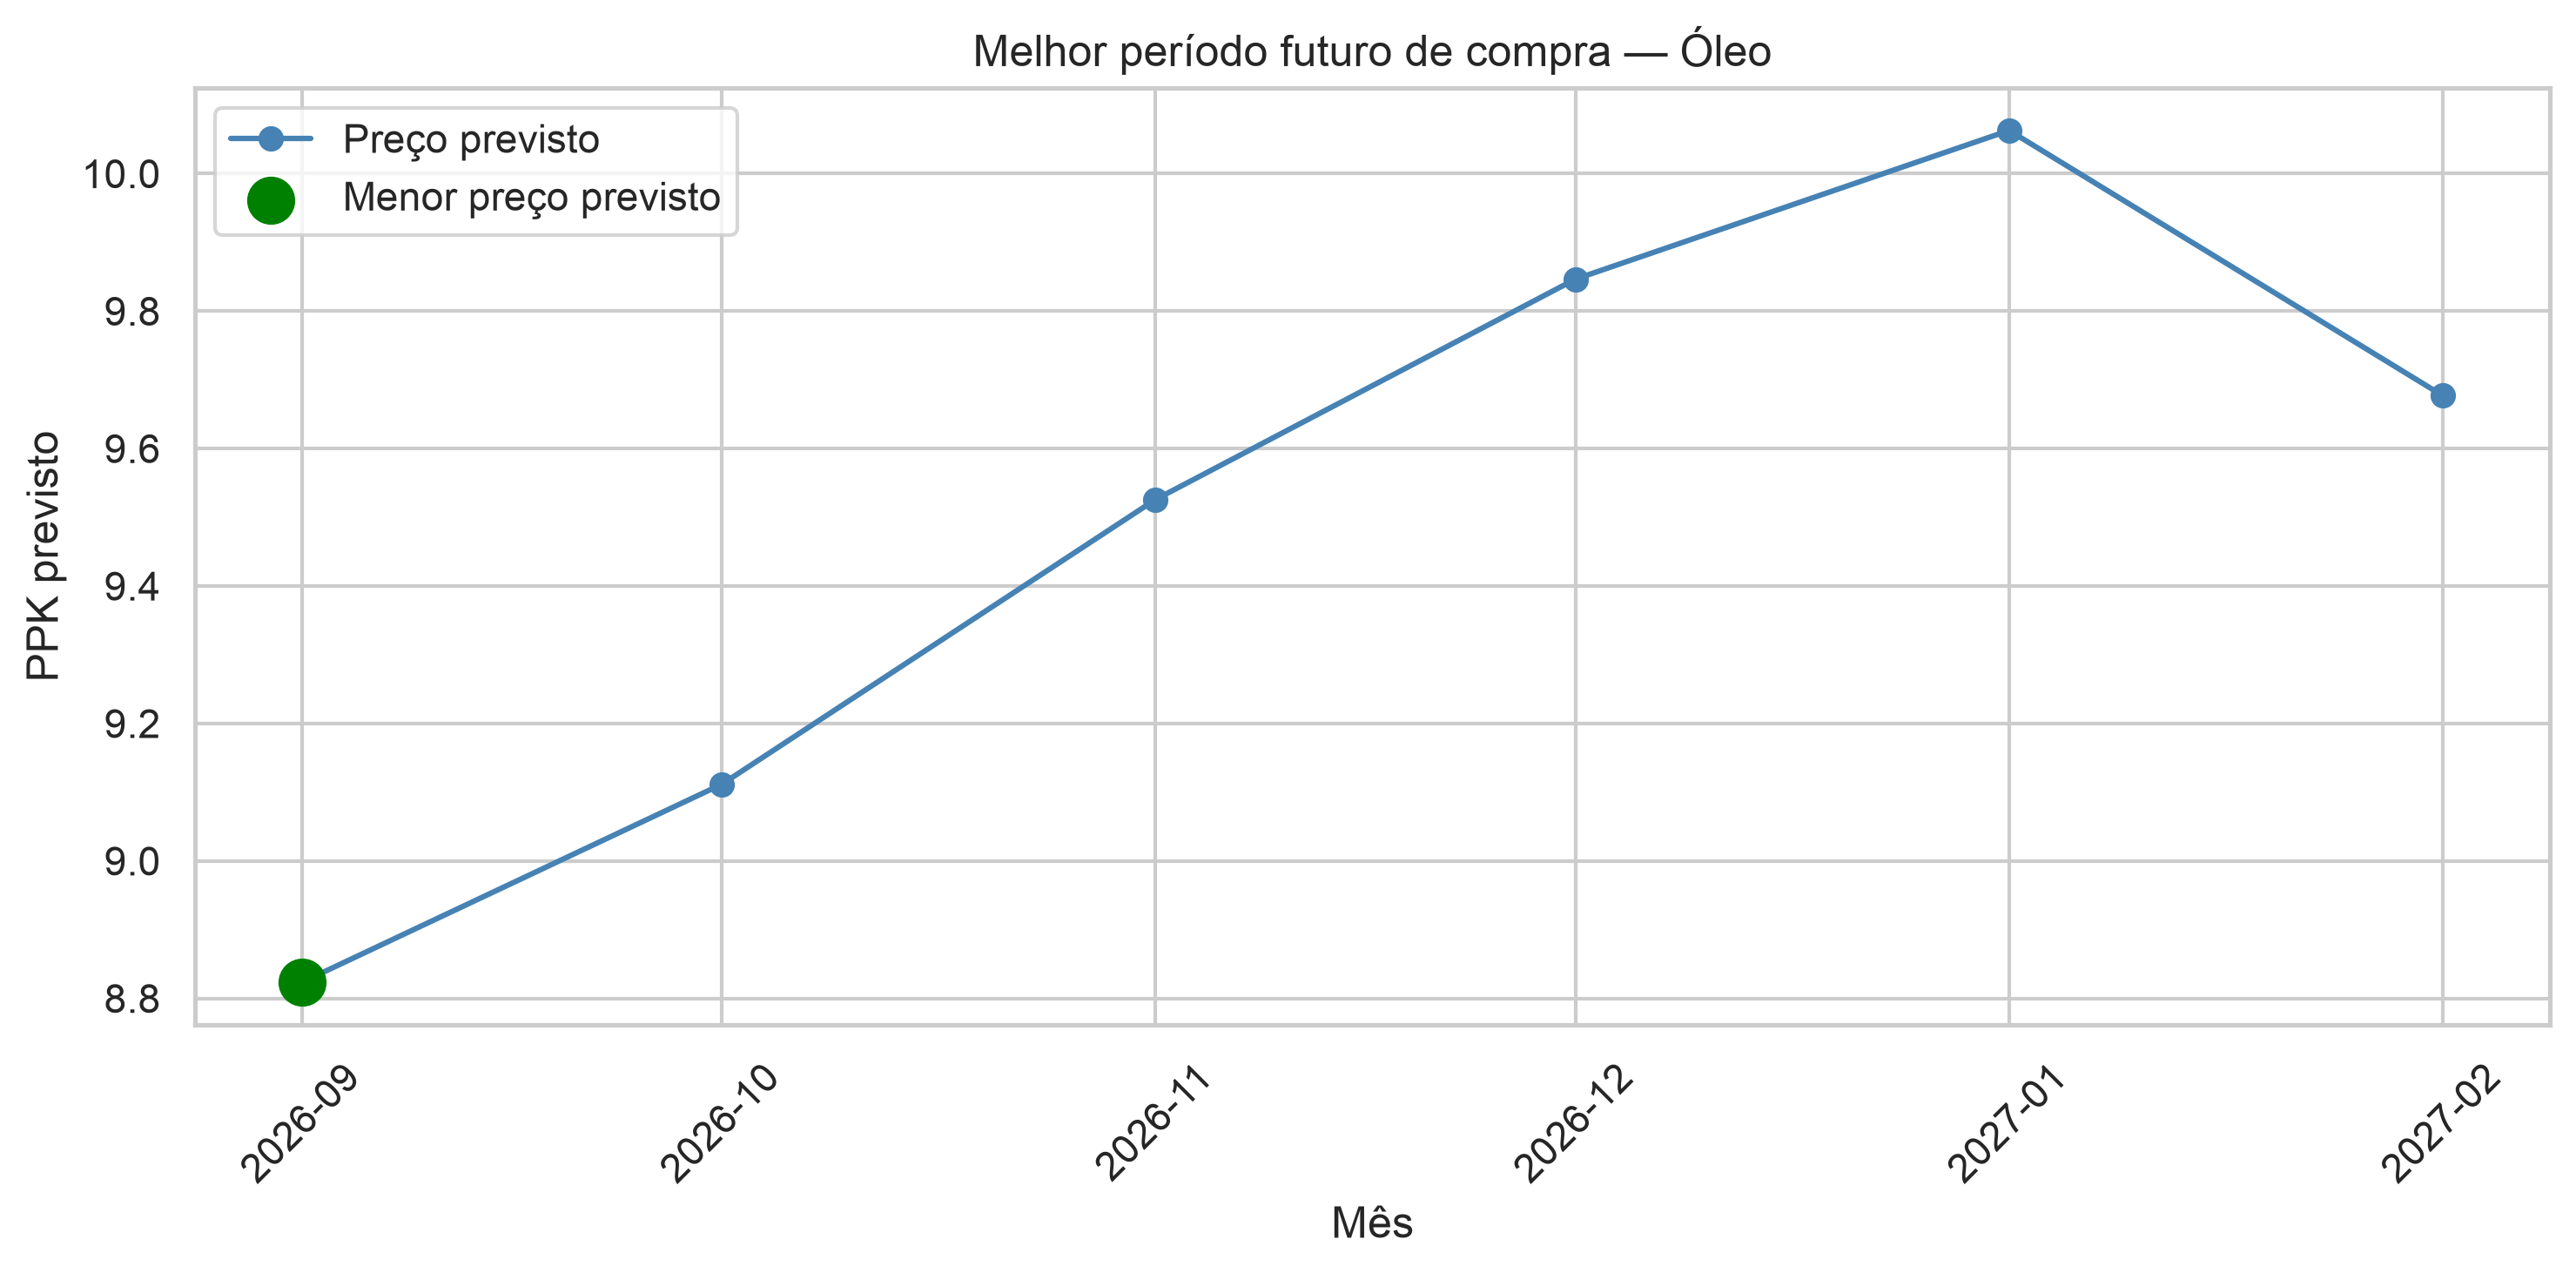 Melhor período futuro de compra — Óleo
Preço previsto
Menor preço previsto
PPK previsto
10.0
9.8
9.6
9.4
9.2
9.0
8.8
2026-09
2026-10
2026-11
2026-12
2027-01
2027-02
Mês